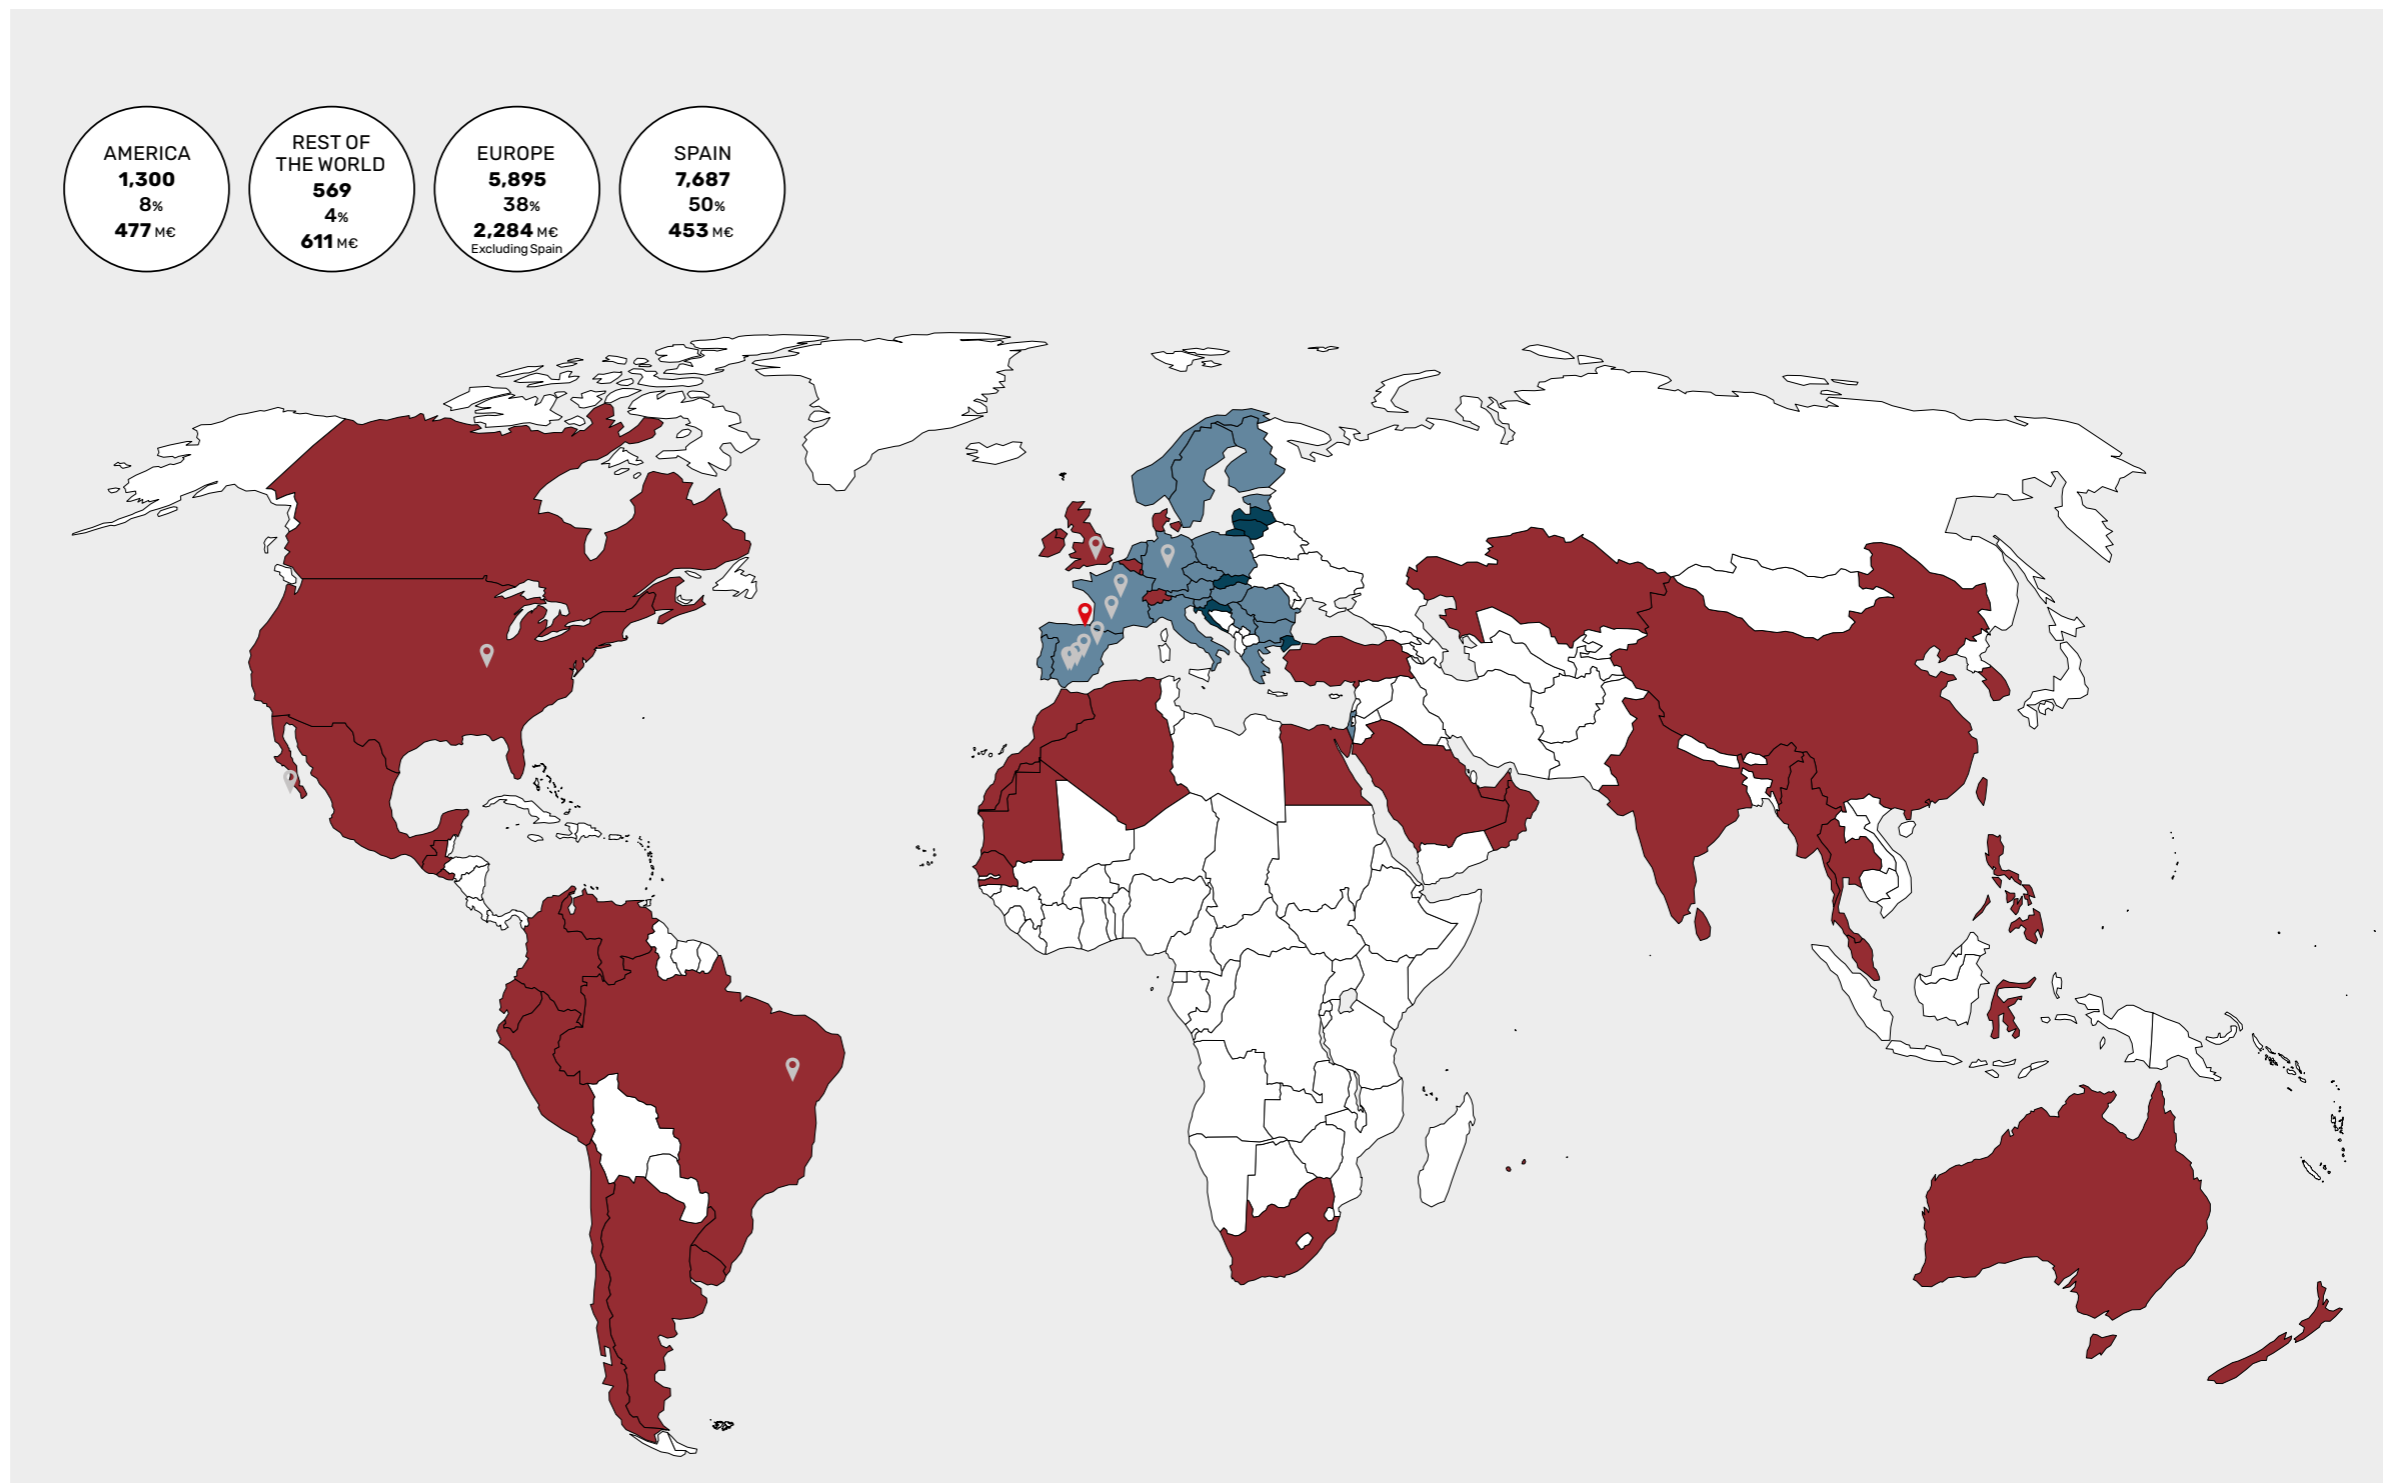 AMERICA
1,300
8%
477 M€
REST OF
THE WORLD
569
4%
611 M€
EUROPE
5,895
38%
2,284 M€
Excluding Spain
SPAIN
7,687
50%
453 M€